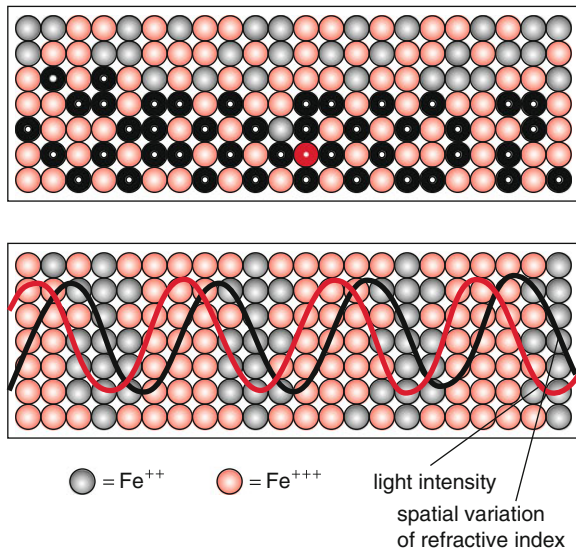 = Fe++ = Fe+++
light intensity
spatial variation
of refractive index